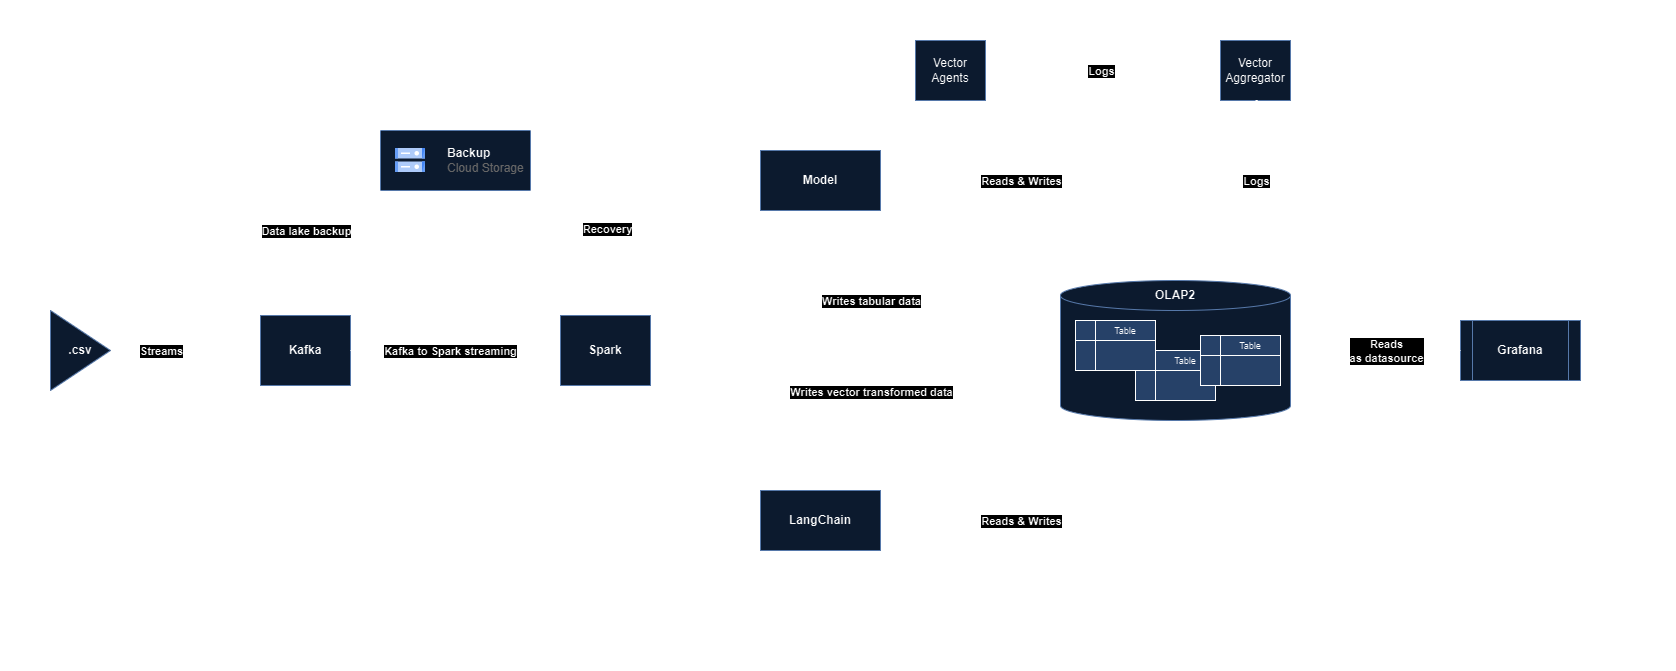 Vector
Agents
Logs
Vector
Aggregator
Backup
Cloud Storage
Model
Reads & Writes
Logs
Data lake backup
Recovery
Writes tabular data
OLAP2
Table
Table
Table
.csv
Streams
Kafka
Kafka to Spark streaming
Spark
Reads
as datasource
Grafana
Writes vector transformed data
LangChain
Reads & Writes